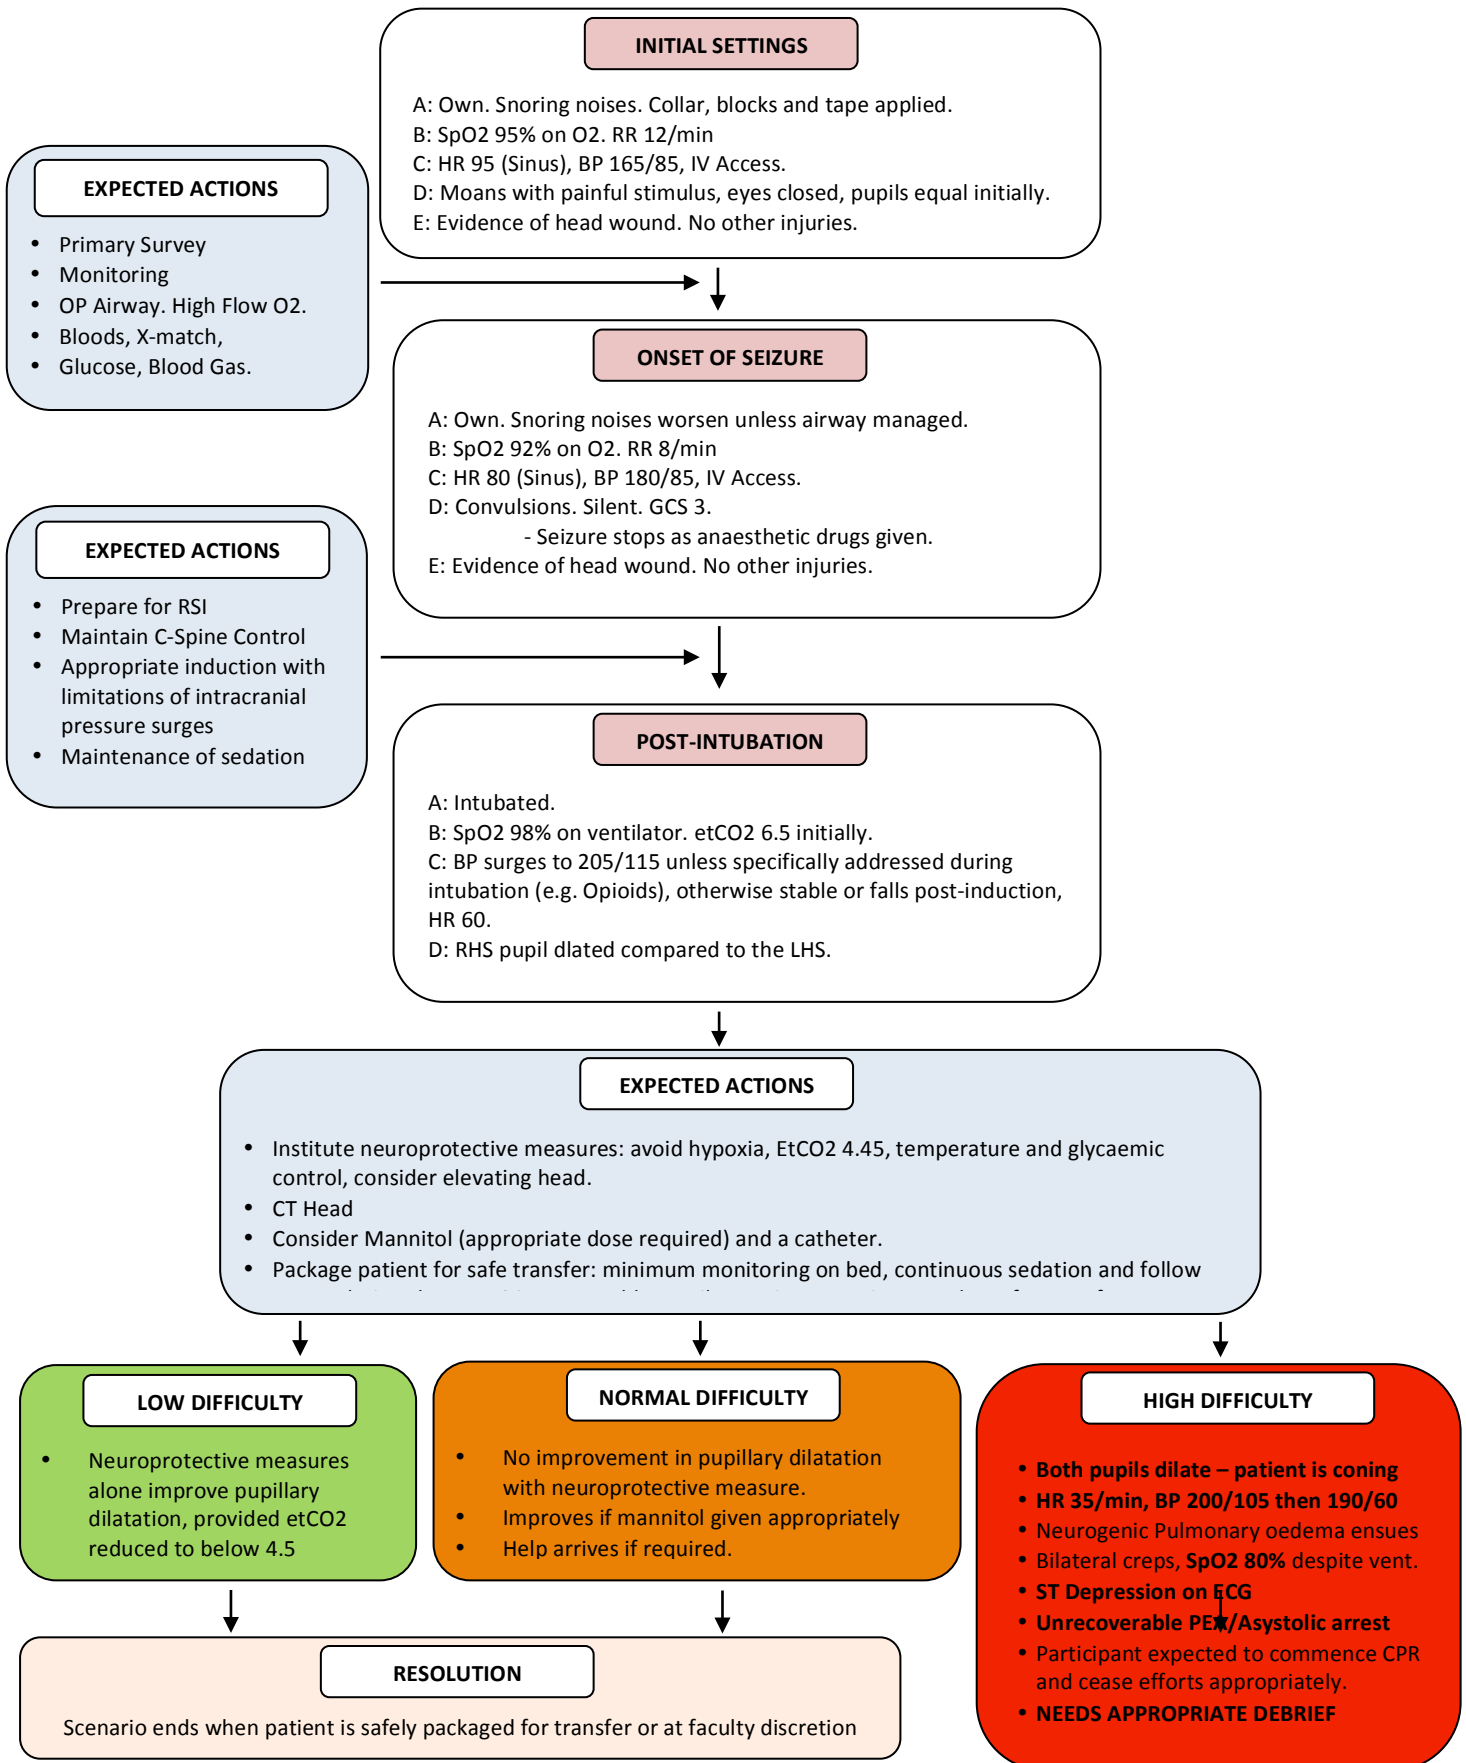 INITIAL SETTINGS
A: Own. Snoring noises. Collar, blocks and tape applied.
B: SpO2 95% on O2. RR 12/min
C: HR 95 (Sinus), BP 165/85, IV Access.
D: Moans with painful stimulus, eyes closed, pupils equal initially.
E: Evidence of head wound. No other injuries.
EXPECTED ACTIONS
• Primary Survey
• Monitoring
• OP Airway. High Flow O2.
• Bloods, X-match,
• Glucose, Blood Gas.
ONSET OF SEIZURE
A: Own. Snoring noises worsen unless airway managed.
B: SpO2 92% on O2. RR 8/min
C: HR 80 (Sinus), BP 180/85, IV Access.
D: Convulsions. Silent. GCS 3.
- Seizure stops as anaesthetic drugs given.
E: Evidence of head wound. No other injuries.
EXPECTED ACTIONS
• Prepare for RSI
• Maintain C-Spine Control
• Appropriate induction with
limitations of intracranial
pressure surges
• Maintenance of sedation
POST-INTUBATION
A: Intubated.
B: SpO2 98% on ventilator. etCO2 6.5 initially.
C: BP surges to 205/115 unless specifically addressed during
intubation (e.g. Opioids), otherwise stable or falls post-induction,
HR 60.
D: RHS pupil dlated compared to the LHS.
EXPECTED ACTIONS
• Institute neuroprotective measures: avoid hypoxia, EtCO2 4.45, temperature and glycaemic
control, consider elevating head.
• CT Head
• Consider Mannitol (appropriate dose required) and a catheter.
• Package patient for safe transfer: minimum monitoring on bed, continuous sedation and follow
LOW DIFFICULTY
• Neuroprotective measures
alone improve pupillary
dilatation, provided etCO2
reduced to below 4.5
NORMAL DIFFICULTY
• No improvement in pupillary dilatation
with neuroprotective measure.
• Improves if mannitol given appropriately
• Help arrives if required.
HIGH DIFFICULTY
• Both pupils dilate – patient is coning
• HR 35/min, BP 200/105 then 190/60
• Neurogenic Pulmonary oedema ensues
• Bilateral creps, SpO2 80% despite vent.
• ST Depression on ECG
• Unrecoverable PEA/Asystolic arrest
• Participant expected to commence CPR
and cease efforts appropriately.
• NEEDS APPROPRIATE DEBRIEF
RESOLUTION
Scenario ends when patient is safely packaged for transfer or at faculty discretion